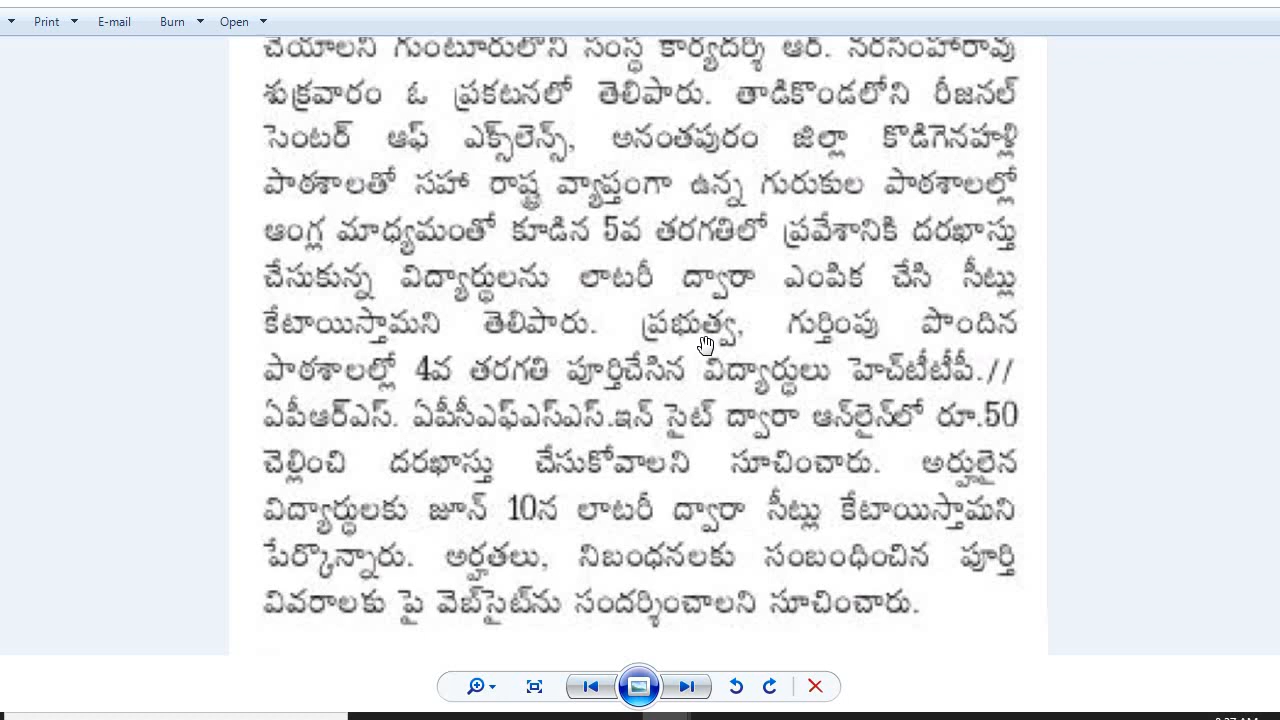 Print E-mail Burn Open
చేయాలని గుంటూరులోని సంస్థ కార్యదర్శి ఆర్. నరసింహారావు
శుక్రవారం ఓ ప్రకటనలో తెలిపారు. తాడికొండలోని రీజనల్
సెంటర్ ఆఫ్ ఎక్స్‌లెన్స్, అనంతపురం జిల్లా కొడిగెనహళ్లి
పాఠశాలతో సహా రాష్ట్ర వ్యాప్తంగా ఉన్న గురుకుల పాఠశాలల్లో
ఆంగ్ల మాధ్యమంతో కూడిన 5వ తరగతిలో ప్రవేశానికి దరఖాస్తు
చేసుకున్న విద్యార్థులను లాటరీ ద్వారా ఎంపిక చేసి సీట్లు
కేటాయిస్తామని తెలిపారు. ప్రభుత్వ, గుర్తింపు పొందిన
పాఠశాలల్లో 4వ తరగతి పూర్తిచేసిన విద్యార్థులు హెచ్‌టీటీపీ.//
ఏపీఆర్ఎస్. ఏపీసీఎఫ్ఎస్ఎస్.ఇన్ సైట్ ద్వారా ఆన్‌లైన్‌లో రూ.50
చెల్లించి దరఖాస్తు చేసుకోవాలని సూచించారు. అర్హులైన
విద్యార్థులకు జూన్ 10న లాటరీ ద్వారా సీట్లు కేటాయిస్తామని
పేర్కొన్నారు. అర్హతలు, నిబంధనలకు సంబంధించిన పూర్తి
వివరాలకు పై వెబ్‌సైట్‌ను సందర్శించాలని సూచించారు.